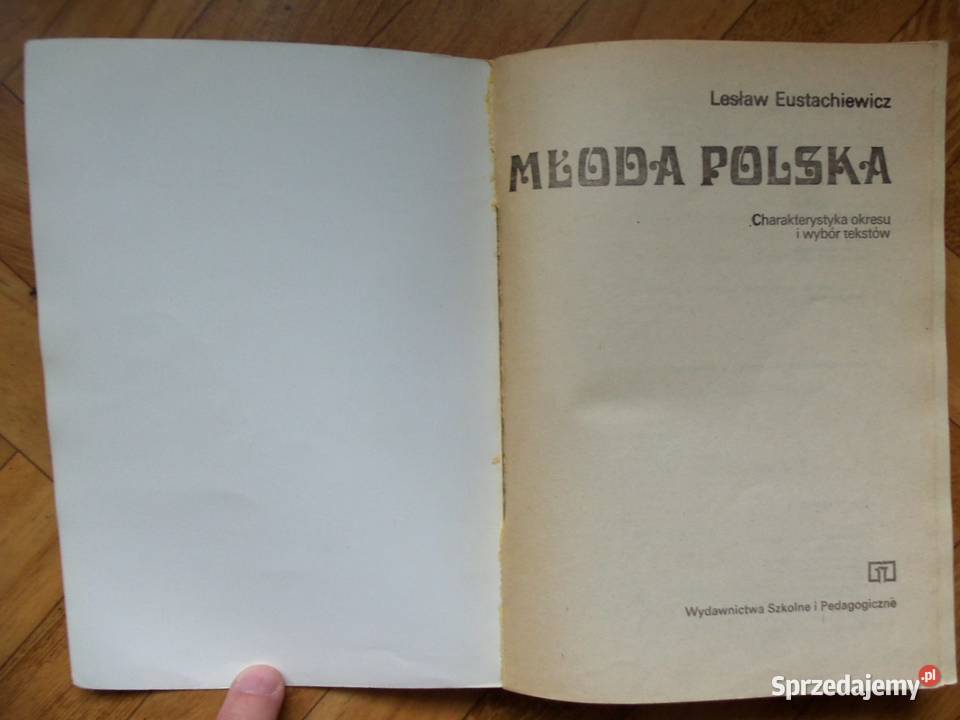 Lesław Eustachiewicz
MŁODA POLSKA
Charakterystyka okresu
i wybór tekstów
Wydawnictwa Szkolne i Pedagogiczne
Sprzedajemy.pl